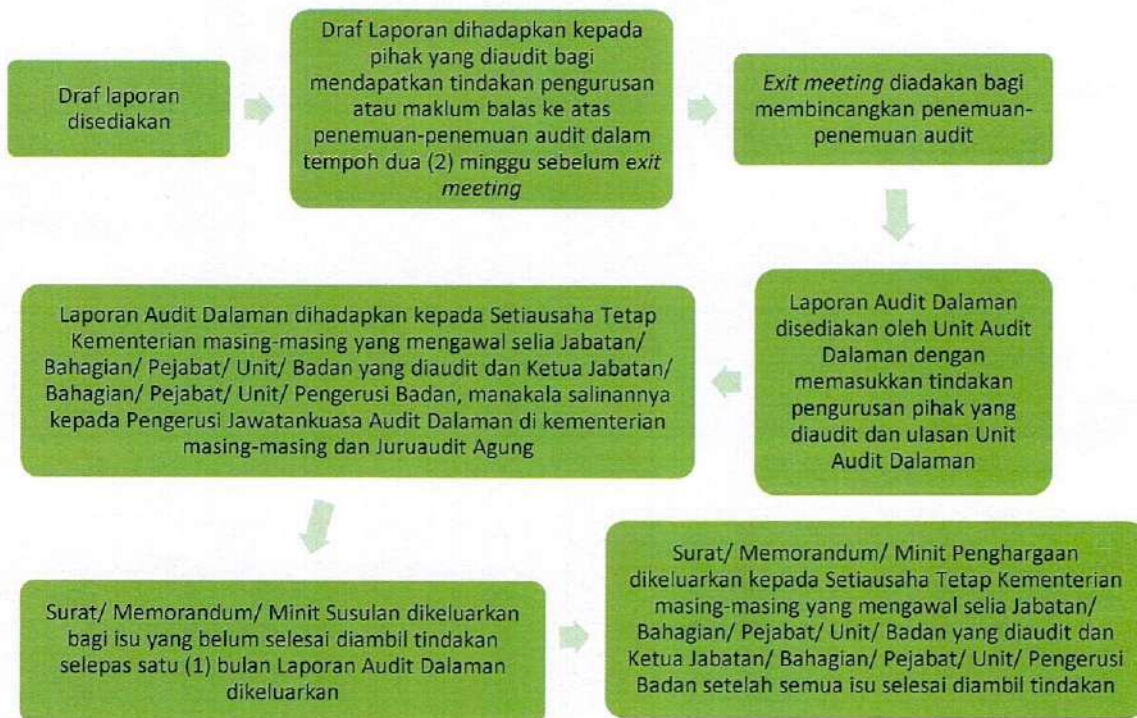 Draf laporan
disediakan
Draf Laporan dihadapkan kepada
pihak yang diaudit bagi
mendapatkan tindakan pengurusan
atau maklum balas ke atas
penemuan-penemuan audit dalam
tempoh dua (2) minggu sebelum exit
meeting
Exit meeting diadakan bagi
membincangkan penemuan-
penemuan audit
Laporan Audit Dalaman
disediakan oleh Unit Audit
Dalaman dengan
memasukkan tindakan
pengurusan pihak yang
diaudit dan ulasan Unit
Audit Dalaman
Laporan Audit Dalaman dihadapkan kepada Setiausaha Tetap
Kementerian masing-masing yang mengawal selia Jabatan/
Bahagian/ Pejabat/ Unit/ Badan yang diaudit dan Ketua Jabatan/
Bahagian/ Pejabat/ Unit/ Pengerusi Badan, manakala salinannya
kepada Pengerusi Jawatankuasa Audit Dalaman di kementerian
masing-masing dan Juruaudit Agung
Surat/ Memorandum/ Minit Susulan dikeluarkan
bagi isu yang belum selesai diambil tindakan
selepas satu (1) bulan Laporan Audit Dalaman
dikeluarkan
Surat/ Memorandum/ Minit Penghargaan
dikeluarkan kepada Setiausaha Tetap Kementerian
masing-masing yang mengawal selia Jabatan/
Bahagian/ Pejabat/ Unit/ Badan yang diaudit dan
Ketua Jabatan/ Bahagian/ Pejabat/ Unit/ Pengerusi
Badan setelah semua isu selesai diambil tindakan